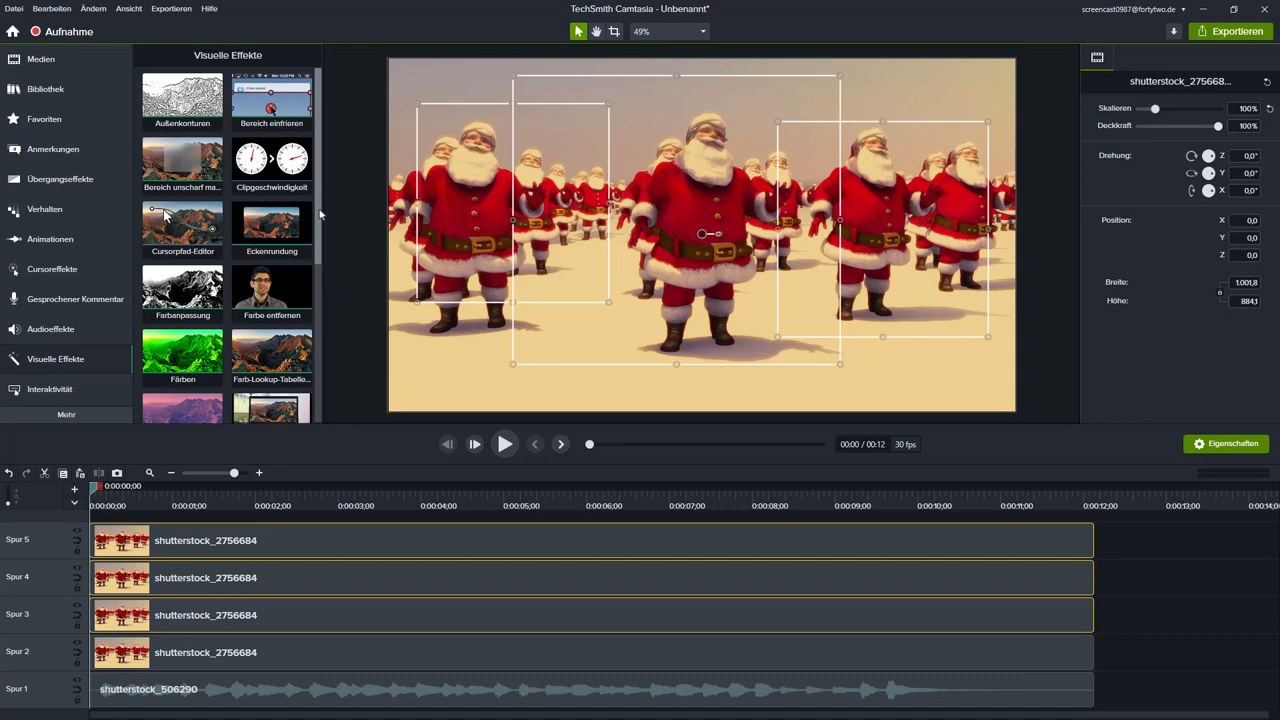 Datei Bearbeiten Ändern Ansicht Exportieren Hilfe
TechSmith Camtasia - Unbenannt*
screencast0987@fortytwo.de
Aufnahme
49%
Exportieren
Medien
Bibliothek
Favoriten
Anmerkungen
Übergangseffekte
Verhalten
Animationen
Cursoreffekte
Gesprochener Kommentar
Audioeffekte
Visuelle Effekte
Interaktivität
Mehr
Visuelle Effekte
Außenkonturen
Bereich einfrieren
Bereich unscharf ma...
Clipgeschwindigkeit
Cursorpfad-Editor
Eckenrundung
Farbanpassung
Farbe entfernen
Färben
Farb-Lookup-Tabelle...
shutterstock_275668...
Skalieren 100%
Deckkraft 100%
Drehung: Z 0,0°
Y 0,0°
X 0,0°
Position: X 0,0
Y 0,0
Z 0,0
Breite: 1.001,8
Höhe: 884,1
00:00 / 00:12 30 fps
Eigenschaften
0:00:00;00
0:00:00;00 0:00:01;00 0:00:02;00 0:00:03;00 0:00:04;00 0:00:05;00 0:00:06;00 0:00:07;00 0:00:08;00 0:00:09;00 0:00:10;00 0:00:11;00 0:00:12;00 0:00:13;00 0:00:14;0
Spur 5 shutterstock_2756684
Spur 4 shutterstock_2756684
Spur 3 shutterstock_2756684
Spur 2 shutterstock_2756684
Spur 1 shutterstock_506290